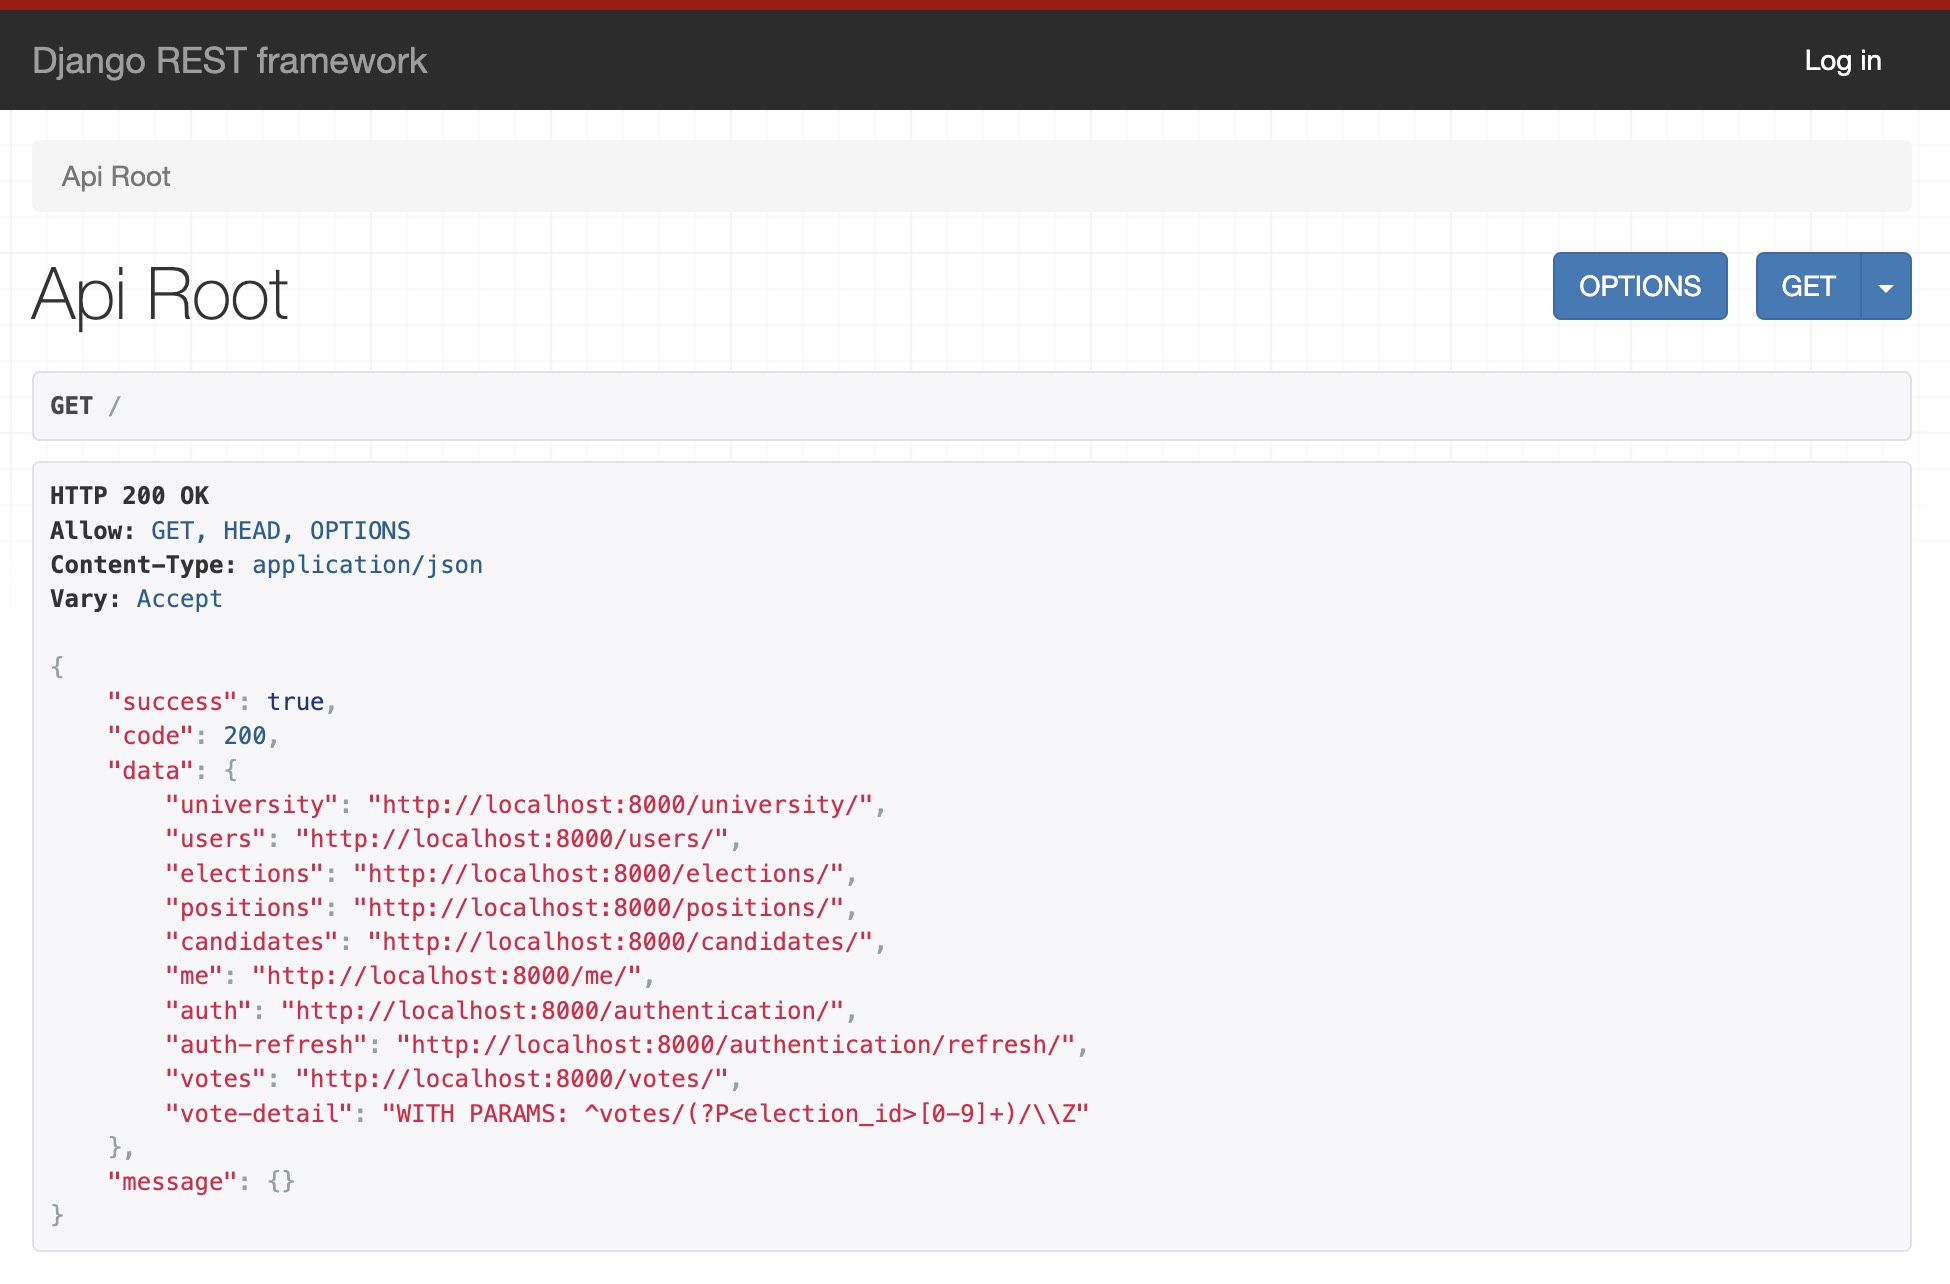 Django REST framework
Log in
Api Root
Api Root
OPTIONS
GET
GET /
HTTP 200 OK
Allow: GET, HEAD, OPTIONS
Content-Type: application/json
Vary: Accept
{
    "success": true,
    "code": 200,
    "data": {
        "university": "http://localhost:8000/university/",
        "users": "http://localhost:8000/users/",
        "elections": "http://localhost:8000/elections/",
        "positions": "http://localhost:8000/positions/",
        "candidates": "http://localhost:8000/candidates/",
        "me": "http://localhost:8000/me/",
        "auth": "http://localhost:8000/authentication/",
        "auth-refresh": "http://localhost:8000/authentication/refresh/",
        "votes": "http://localhost:8000/votes/",
        "vote-detail": "WITH PARAMS: ^votes/(?P<election_id>[0-9]+)/\\Z"
    },
    "message": {}
}